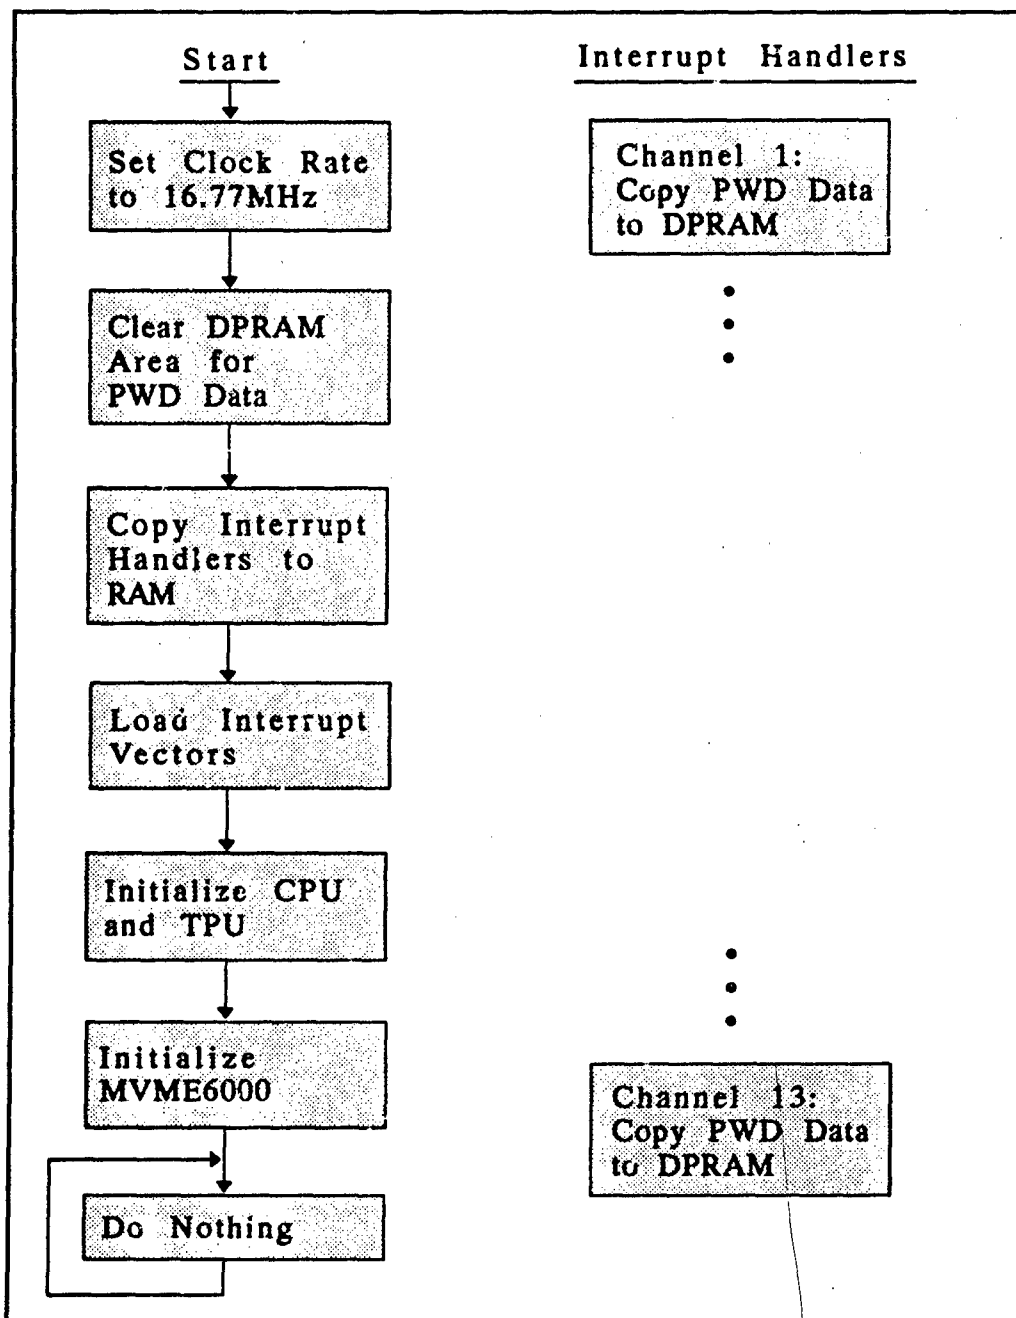 Start
Set Clock Rate
to 16.77MHz
Clear DPRAM
Area for
PWD Data
Copy Interrupt
Handlers to
RAM
Load Interrupt
Vectors
Initialize CPU
and TPU
Initialize
MVME6000
Do Nothing
Interrupt Handlers
Channel 1:
Copy PWD Data
to DPRAM
Channel 13:
Copy PWD Data
to DPRAM